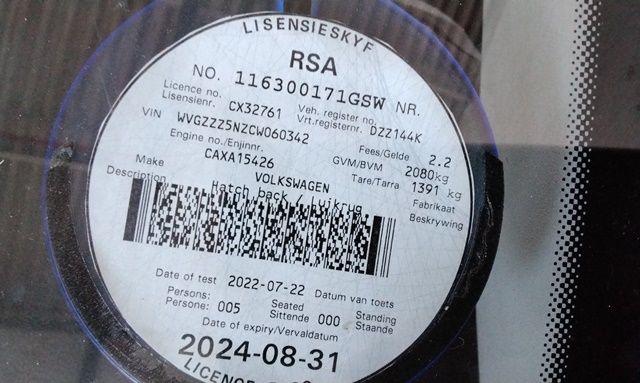 LISENSIESKYF
RSA
NO. 116300171GSW NR.
Licence no. CX32761 Veh. register no. DZZ144K
Lisensienr. Vrt.registernr.
VIN WVGZZZ5NZCW060342 Fees/Gelde 2.2
Engine no./Enjinnr. GVM/BVM 2080kg
CAXA15426 Tare/Tarra 1391 kg
Make VOLKSWAGEN Fabrikaat
Description Hatch back / Luikrug Beskrywing
Date of test 2022-07-22 Datum van toets
Persons: 005 Seated 000 Standing
Persone: Sittende Staande
Date of expiry/Vervaldatum
2024-08-31
LICENCE